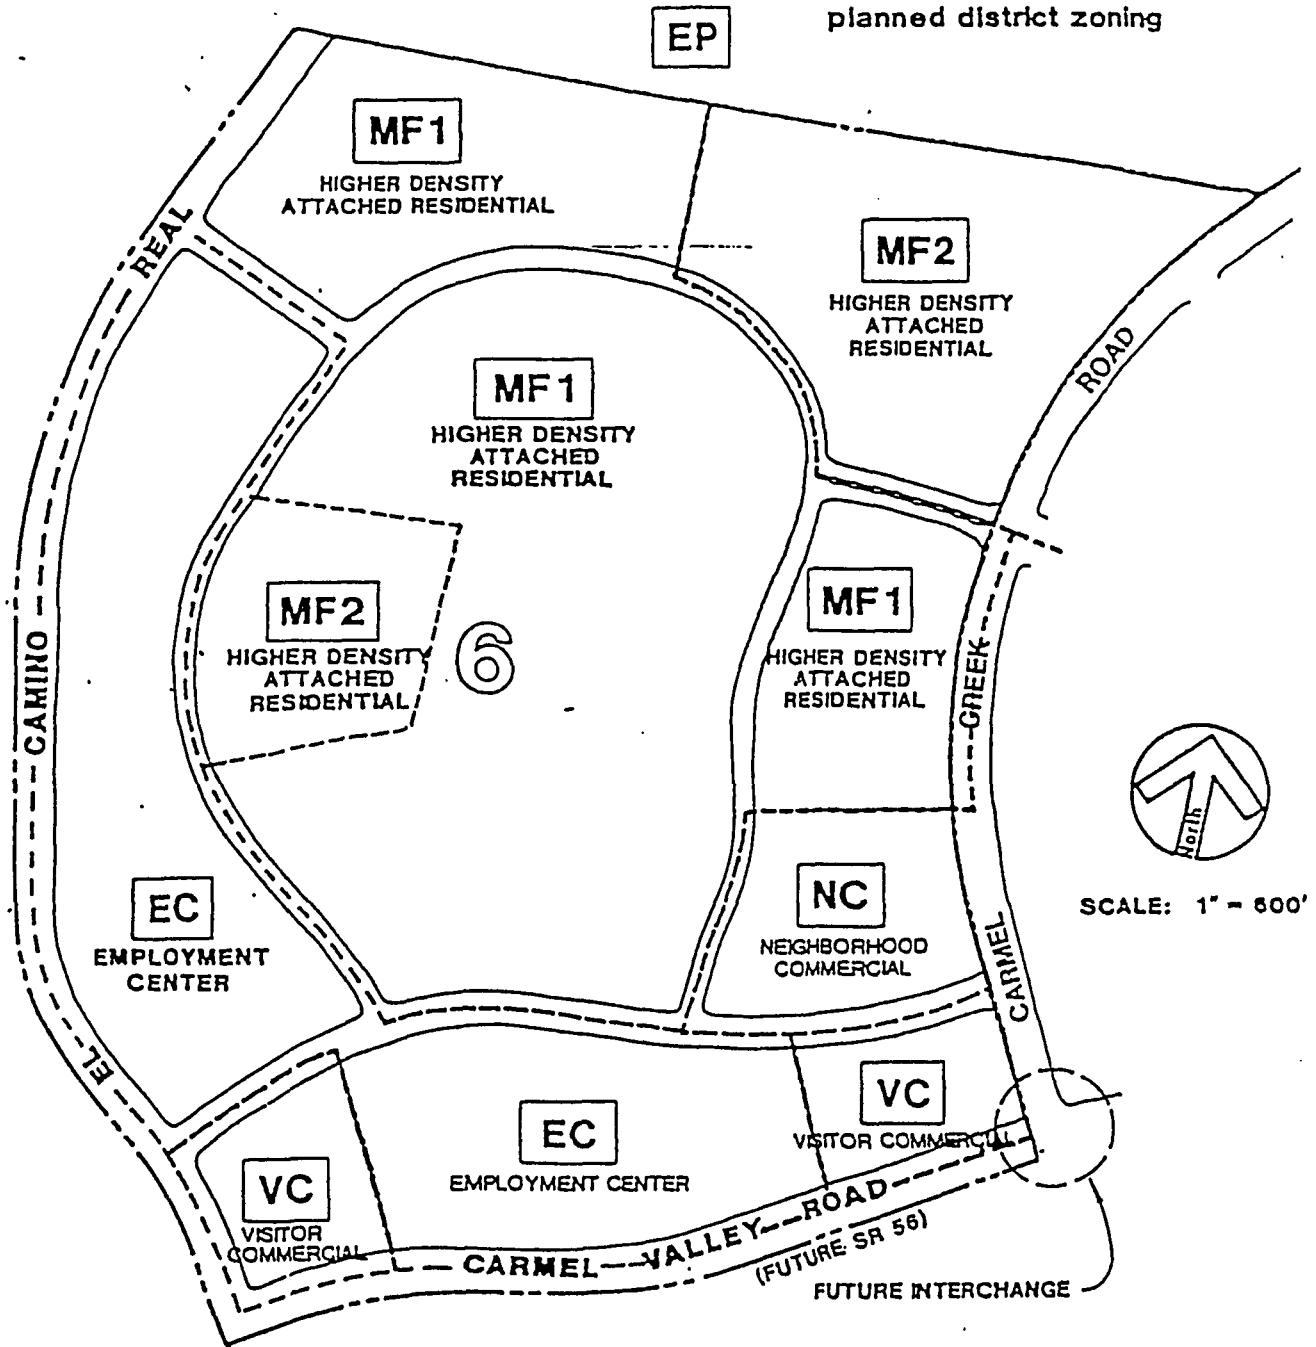 planned district zoning
EP
MF1
HIGHER DENSITY
ATTACHED RESIDENTIAL
REAL
MF2
HIGHER DENSITY
ATTACHED
RESIDENTIAL
ROAD
MF1
HIGHER DENSITY
ATTACHED
RESIDENTIAL
MF2
HIGHER DENSITY
ATTACHED
RESIDENTIAL
6
MF1
HIGHER DENSITY
ATTACHED
RESIDENTIAL
CREEK
CAMINO
North
SCALE: 1" = 600'
EC
EMPLOYMENT
CENTER
NC
NEIGHBORHOOD
COMMERCIAL
CARMEL
EL
VC
VISITOR COMMERCIAL
EC
EMPLOYMENT CENTER
VC
VISITOR
COMMERCIAL
CARMEL VALLEY ROAD
(FUTURE SR 56)
FUTURE INTERCHANGE